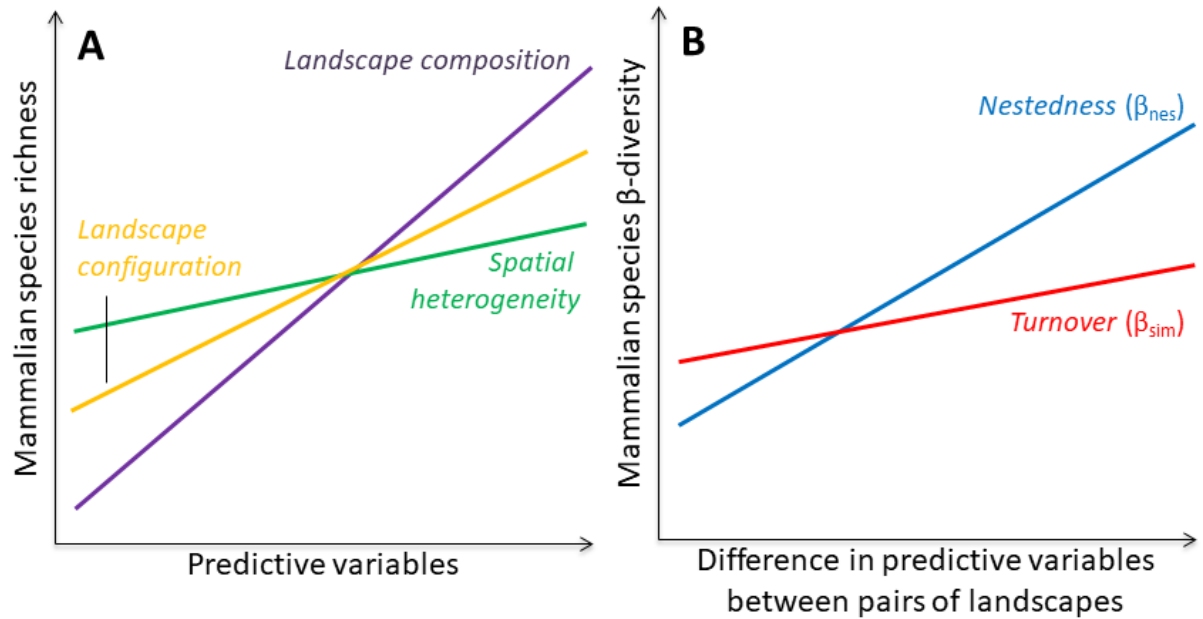 A
Landscape composition
Mammalian species richness
Landscape
configuration
Spatial
heterogeneity
Predictive variables
B
Nestedness (βnes)
Mammalian species β-diversity
Turnover (βsim)
Difference in predictive variables
between pairs of landscapes